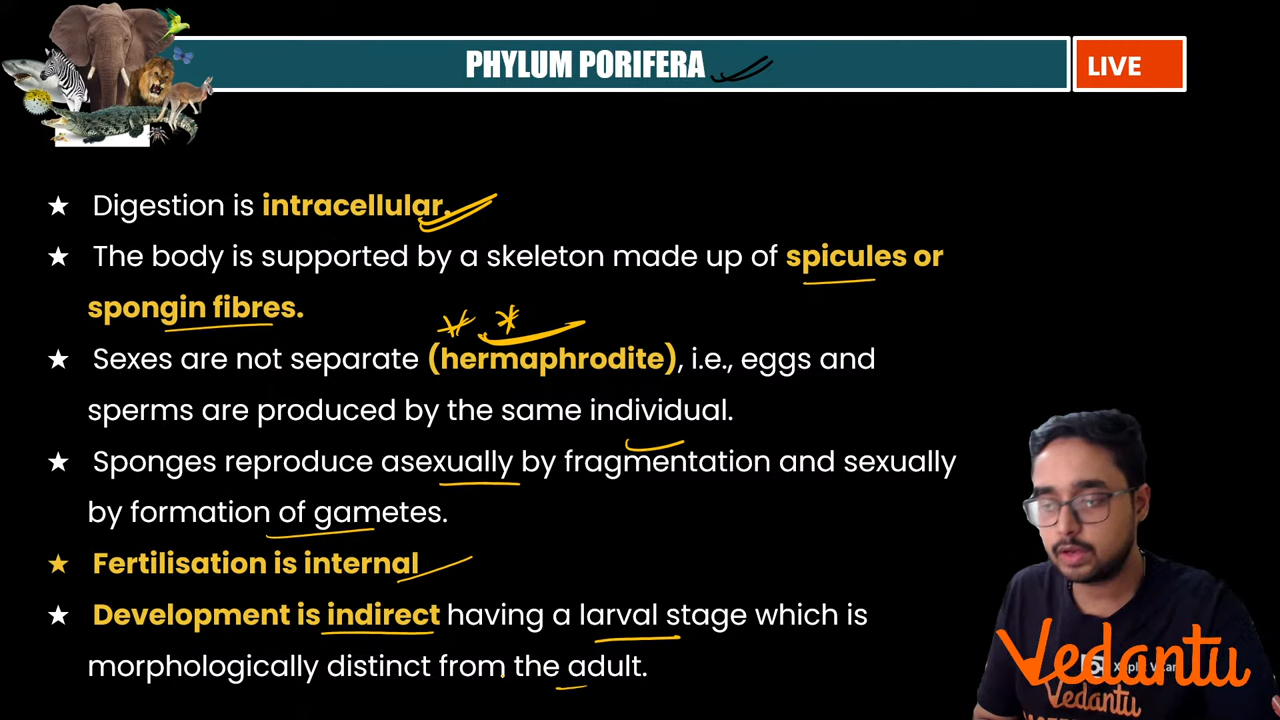 PHYLUM PORIFERA
LIVE
★ Digestion is intracellular.
★ The body is supported by a skeleton made up of spicules or
spongin fibres.
★ Sexes are not separate (hermaphrodite), i.e., eggs and
sperms are produced by the same individual.
★ Sponges reproduce asexually by fragmentation and sexually
by formation of gametes.
★ Fertilisation is internal
★ Development is indirect having a larval stage which is
morphologically distinct from the adult.
Vedantu
Vedantu